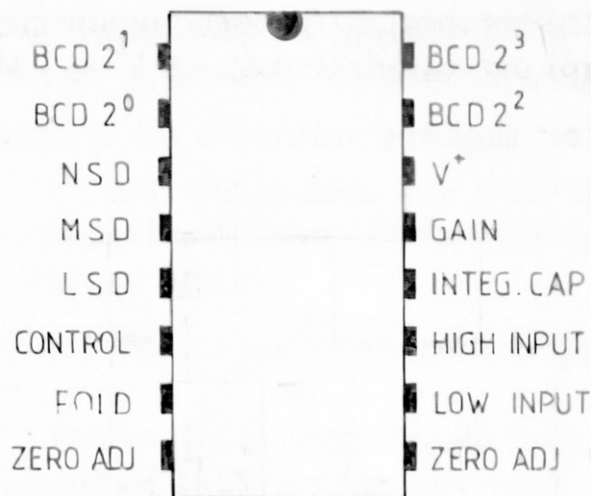 BCD 2¹ BCD 2³
BCD 2⁰ BCD 2²
NSD V⁺
MSD GAIN
LSD INTEG. CAP
CONTROL HIGH INPUT
LOW INPUT
ZERO ADJ ZERO ADJ